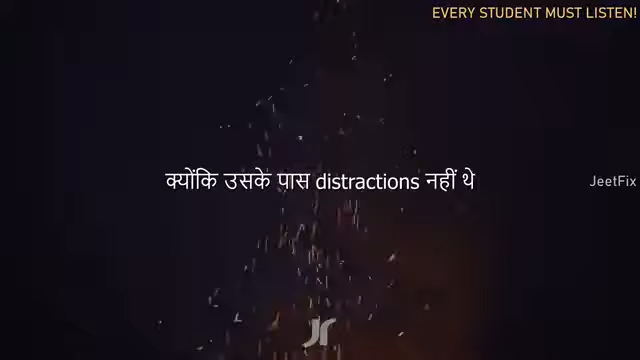 EVERY STUDENT MUST LISTEN!
क्योंकि उसके पास distractions नहीं थे
JeetFix